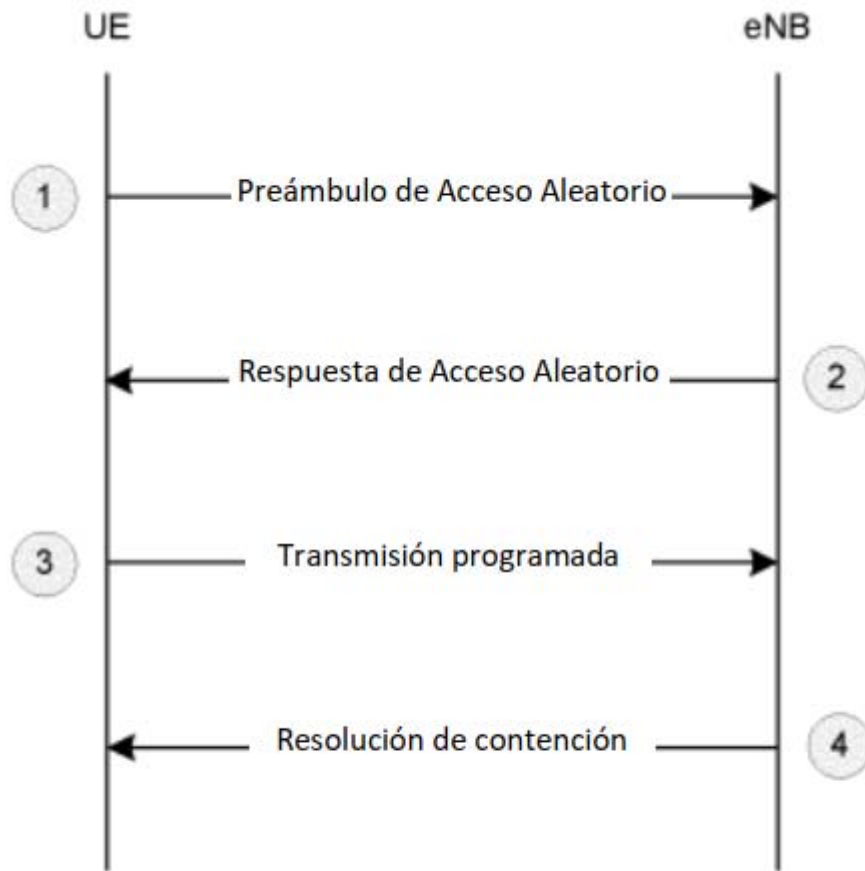 UE
eNB
1
Preámbulo de Acceso Aleatorio
Respuesta de Acceso Aleatorio
2
3
Transmisión programada
Resolución de contención
4